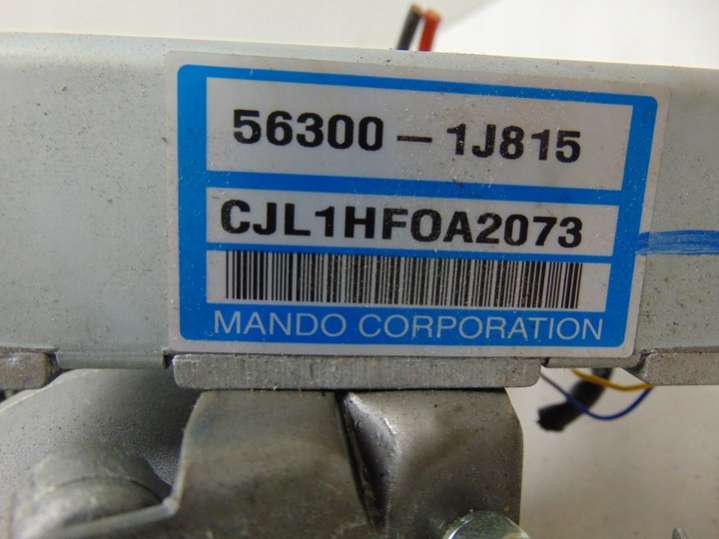 56300 – 1J815
CJL1HFOA2073
MANDO CORPORATION